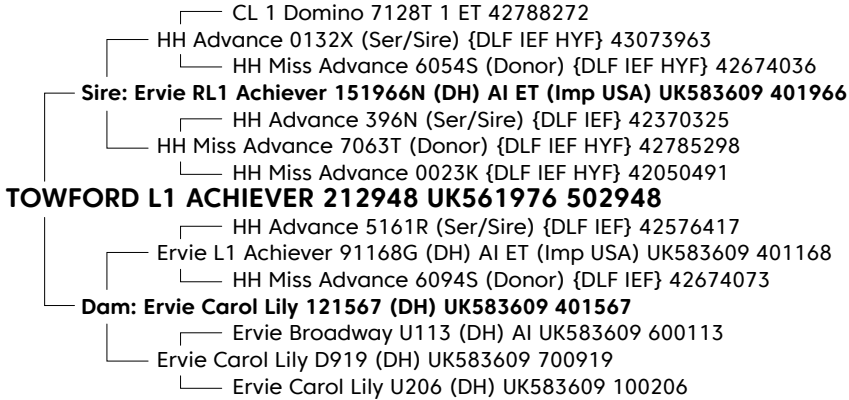 CL 1 Domino 7128T 1 ET 42788272
HH Advance 0132X (Ser/Sire) {DLF IEF HYF} 43073963
HH Miss Advance 6054S (Donor) {DLF IEF HYF} 42674036
Sire: Ervie RL1 Achiever 151966N (DH) AI ET (Imp USA) UK583609 401966
HH Advance 396N (Ser/Sire) {DLF IEF} 42370325
HH Miss Advance 7063T (Donor) {DLF IEF HYF} 42785298
HH Miss Advance 0023K {DLF IEF HYF} 42050491
TOWFORD L1 ACHIEVER 212948 UK561976 502948
HH Advance 5161R (Ser/Sire) {DLF IEF} 42576417
Ervie L1 Achiever 91168G (DH) AI ET (Imp USA) UK583609 401168
HH Miss Advance 6094S (Donor) {DLF IEF} 42674073
Dam: Ervie Carol Lily 121567 (DH) UK583609 401567
Ervie Broadway U113 (DH) AI UK583609 600113
Ervie Carol Lily D919 (DH) UK583609 700919
Ervie Carol Lily U206 (DH) UK583609 100206